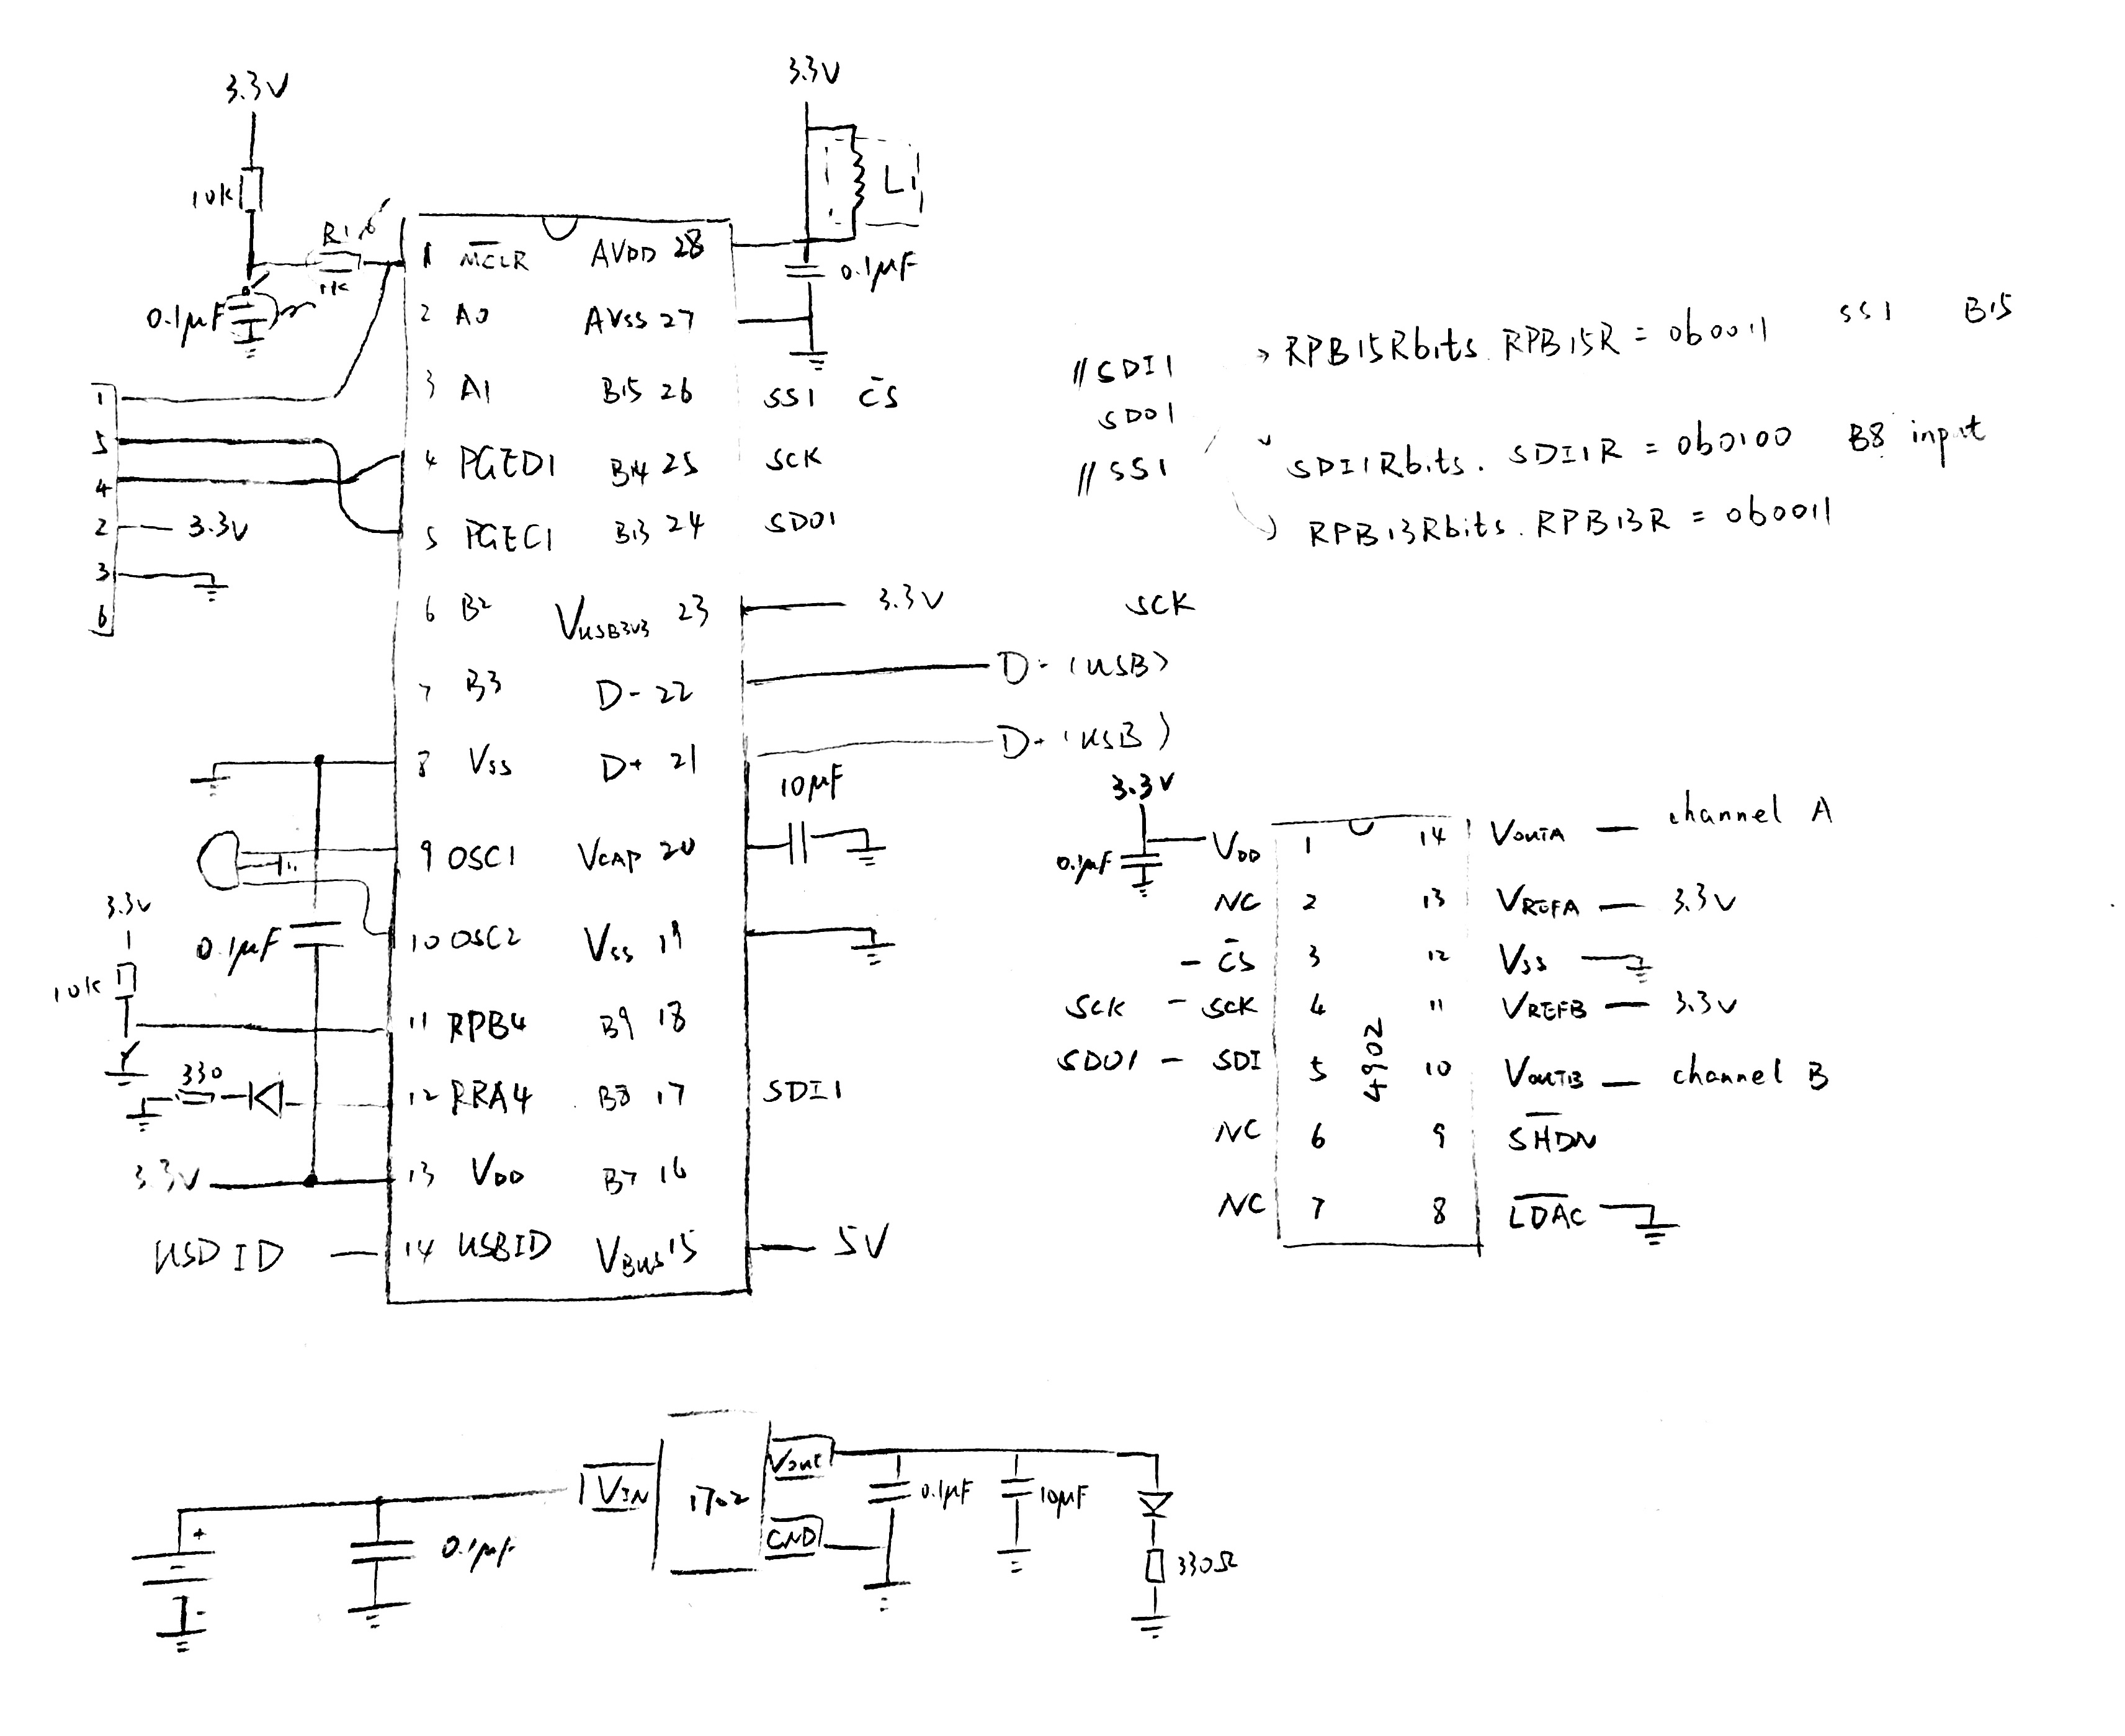 3.3V
10K
R1
1K
0.1μF
1
5
4
2 — 3.3V
3
6
1 MCLR AVDD 28
2 A0 AVss 27
3 A1 B15 26 SS1 CS
4 PGED1 B14 25 SCK
5 PGEC1 B13 24 SDO1
6 B2 VUSB3V3 23 3.3V
7 B3 D- 22 D- (USB)
8 Vss D+ 21 D+ (USB)
9 OSC1 VCAP 20 10μF
10 OSC2 Vss 19
11 RPB4 B9 18
12 RRA4 B8 17 SDI1
13 VDD B7 16
14 USBID VBUS 15 5V
3.3V
L1
0.1μF
0.1μF
3.3V
10K
330
3.3V
USD ID
//SDI1
SDO1
//SS1
SCK
RPB15Rbits. RPB15R = 0b0011 SS1 B15
SDI1Rbits. SDI1R = 0b0100 B8 input
RPB13Rbits. RPB13R = 0b0011
3.3V
0.1μF
VDD 1 14 VOUTA — channel A
NC 2 13 VREFA — 3.3V
- CS 3 12 Vss
SCK - SCK 4 11 VREFB — 3.3V
SDO1 - SDI 5 10 VOUTB — channel B
NC 6 9 SHDN
NC 7 8 LDAC
4902
VIN 1702 Vout
GND
+
-
0.1μF
0.1μF
10μF
330Ω